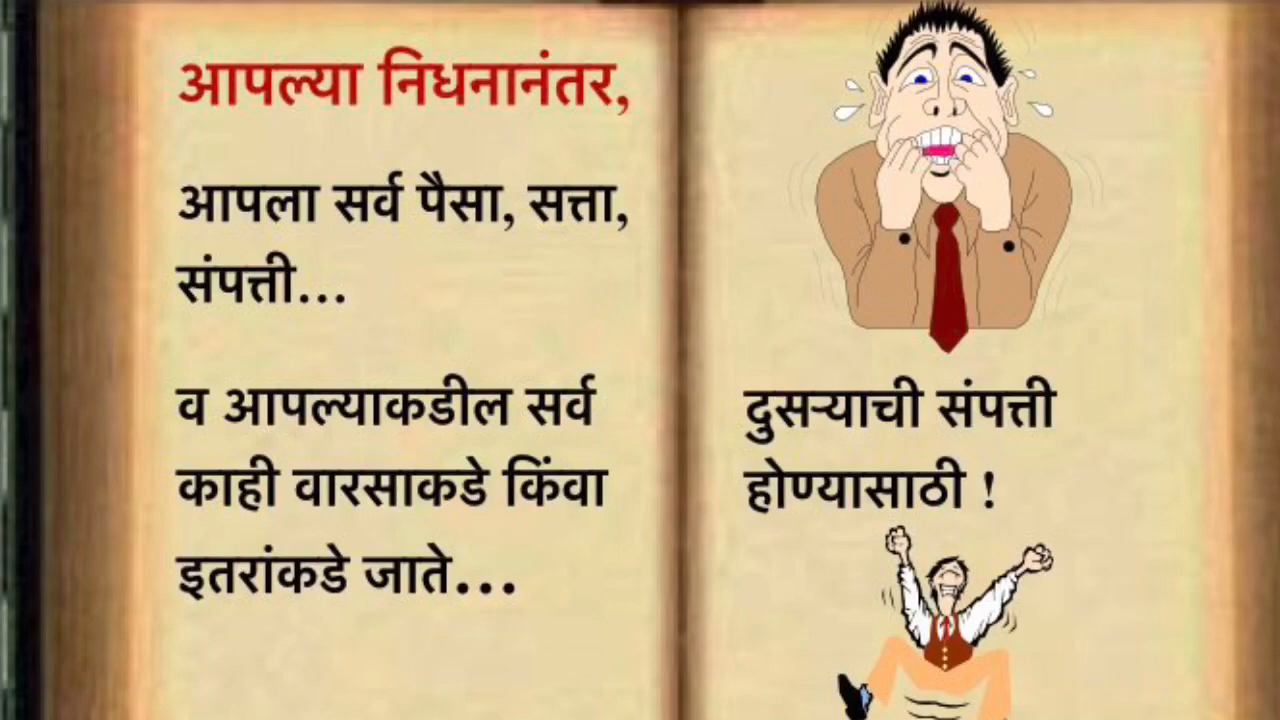 आपल्या निधनानंतर,
आपला सर्व पैसा, सत्ता,
संपत्ती...
व आपल्याकडील सर्व
काही वारसाकडे किंवा
इतरांकडे जाते...
दुसऱ्याची संपत्ती
होण्यासाठी !